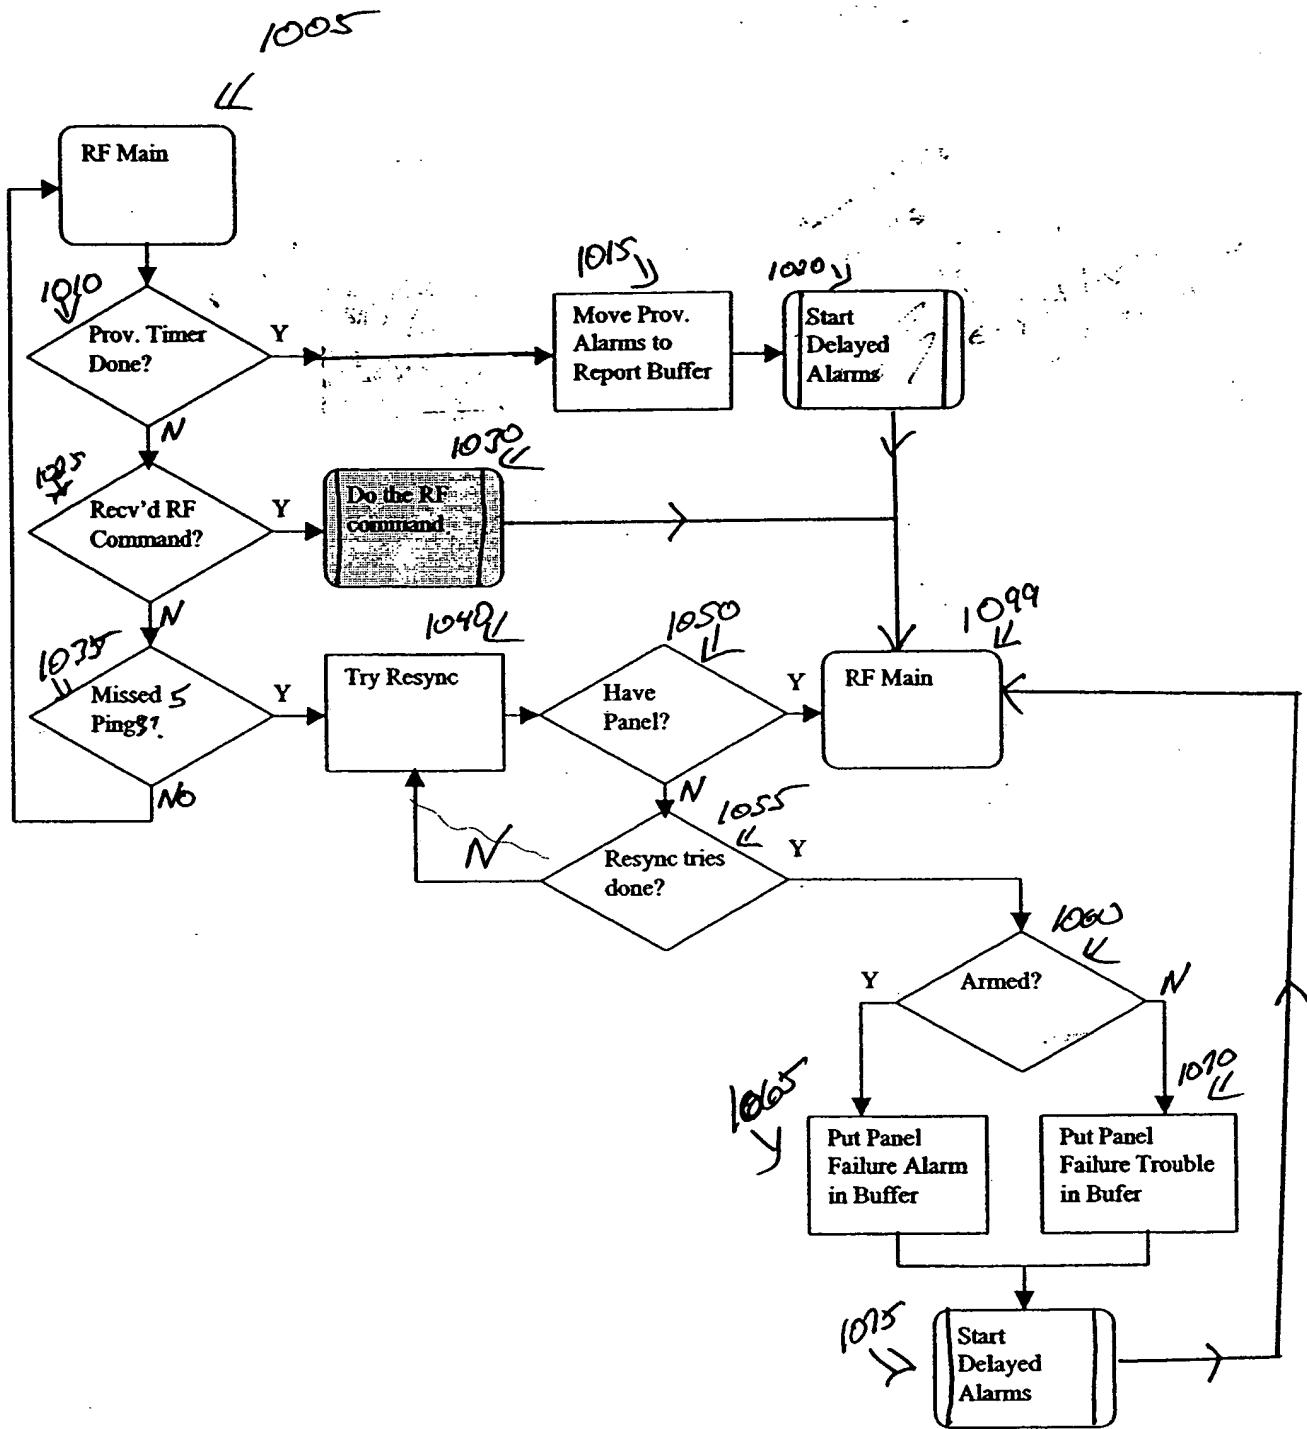 1005
RF Main
1010
Prov. Timer
Done?
Y
N
1015
Move Prov.
Alarms to
Report Buffer
1020
Start
Delayed
Alarms
1025
Recv'd RF
Command?
Y
N
1030
Do the RF
command
1035
Missed 5
Pings?
Y
NO
1040
Try Resync
1050
Have
Panel?
Y
N
1099
RF Main
1055
Resync tries
done?
N
Y
1060
Armed?
Y
N
1065
Put Panel
Failure Alarm
in Buffer
1070
Put Panel
Failure Trouble
in Bufer
1075
Start
Delayed
Alarms